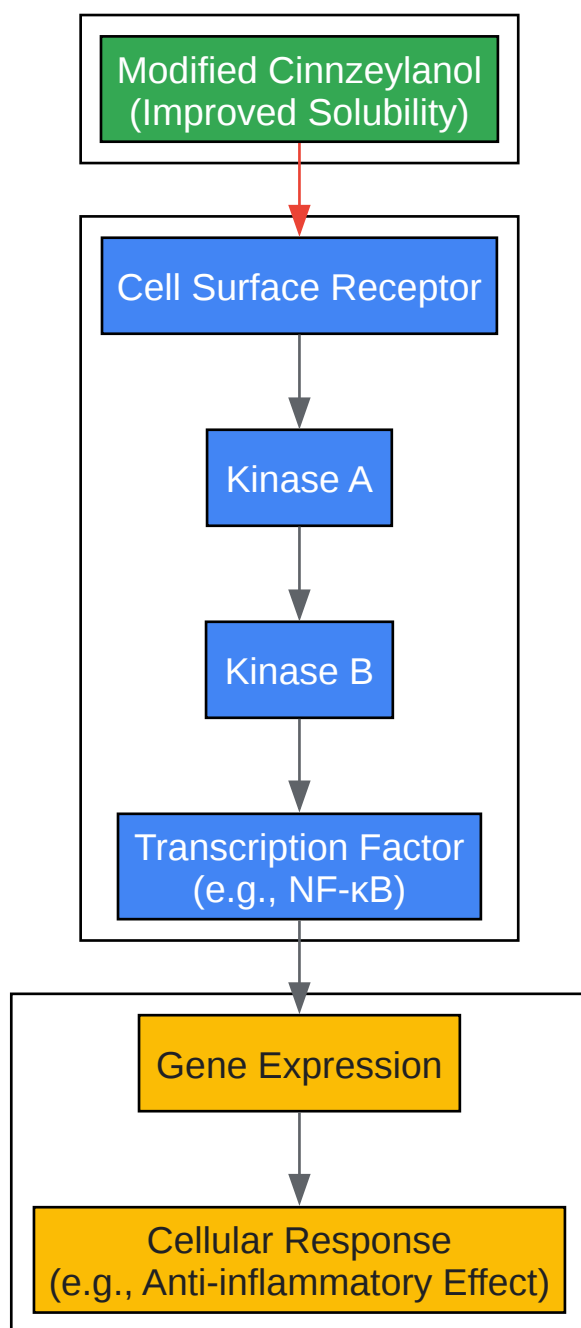 Modified Cinnzeylanol
(Improved Solubility)
Cell Surface Receptor
Kinase A
Kinase B
Transcription Factor
(e.g., NF-κB)
Gene Expression
Cellular Response
(e.g., Anti-inflammatory Effect)